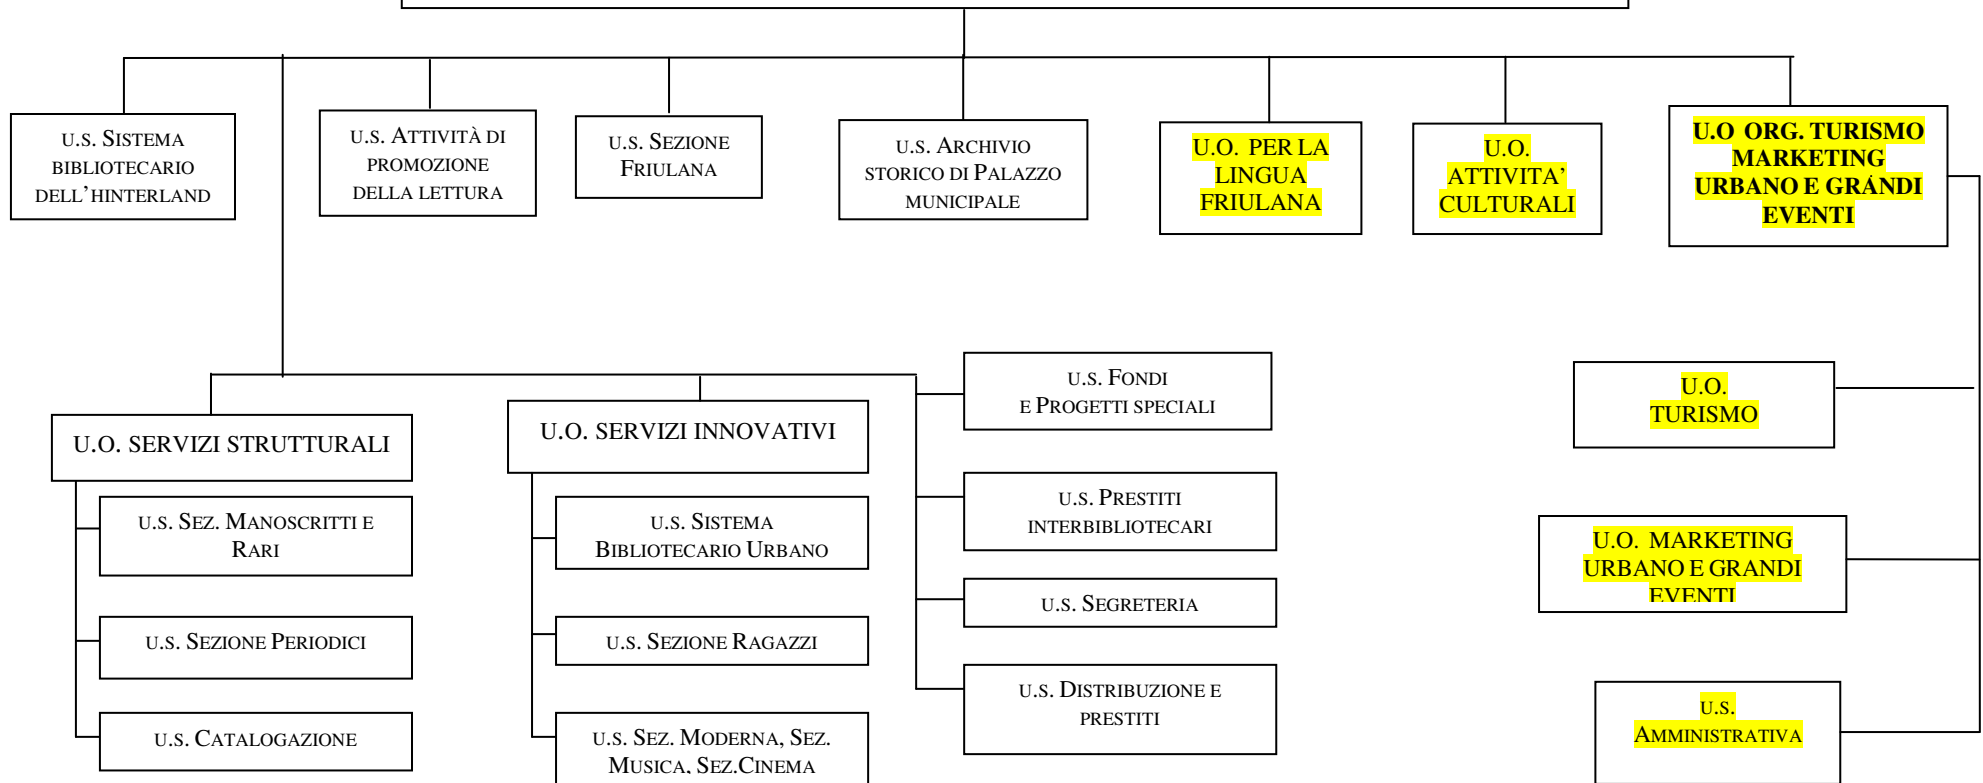 U.S. SISTEMA
BIBLIOTECARIO
DELL'HINTERLAND
U.S. ATTIVITÀ DI
PROMOZIONE
DELLA LETTURA
U.S. SEZIONE
FRIULANA
U.S. ARCHIVIO
STORICO DI PALAZZO
MUNICIPALE
U.O. PER LA
LINGUA
FRIULANA
U.O.
ATTIVITA'
CULTURALI
U.O ORG. TURISMO
MARKETING
URBANO E GRÁNDI
EVENTI
U.O. SERVIZI STRUTTURALI
U.S. SEZ. MANOSCRITTI E
RARI
U.S. SEZIONE PERIODICI
U.S. CATALOGAZIONE
U.O. SERVIZI INNOVATIVI
U.S. SISTEMA
BIBLIOTECARIO URBANO
U.S. SEZIONE RAGAZZI
U.S. SEZ. MODERNA, SEZ.
MUSICA, SEZ.CINEMA
U.S. FONDI
E PROGETTI SPECIALI
U.S. PRESTITI
INTERBIBLIOTECARI
U.S. SEGRETERIA
U.S. DISTRIBUZIONE E
PRESTITI
U.O.
TURISMO
U.O. MARKETING
URBANO E GRANDI
EVENTI
U.S.
AMMINISTRATIVA